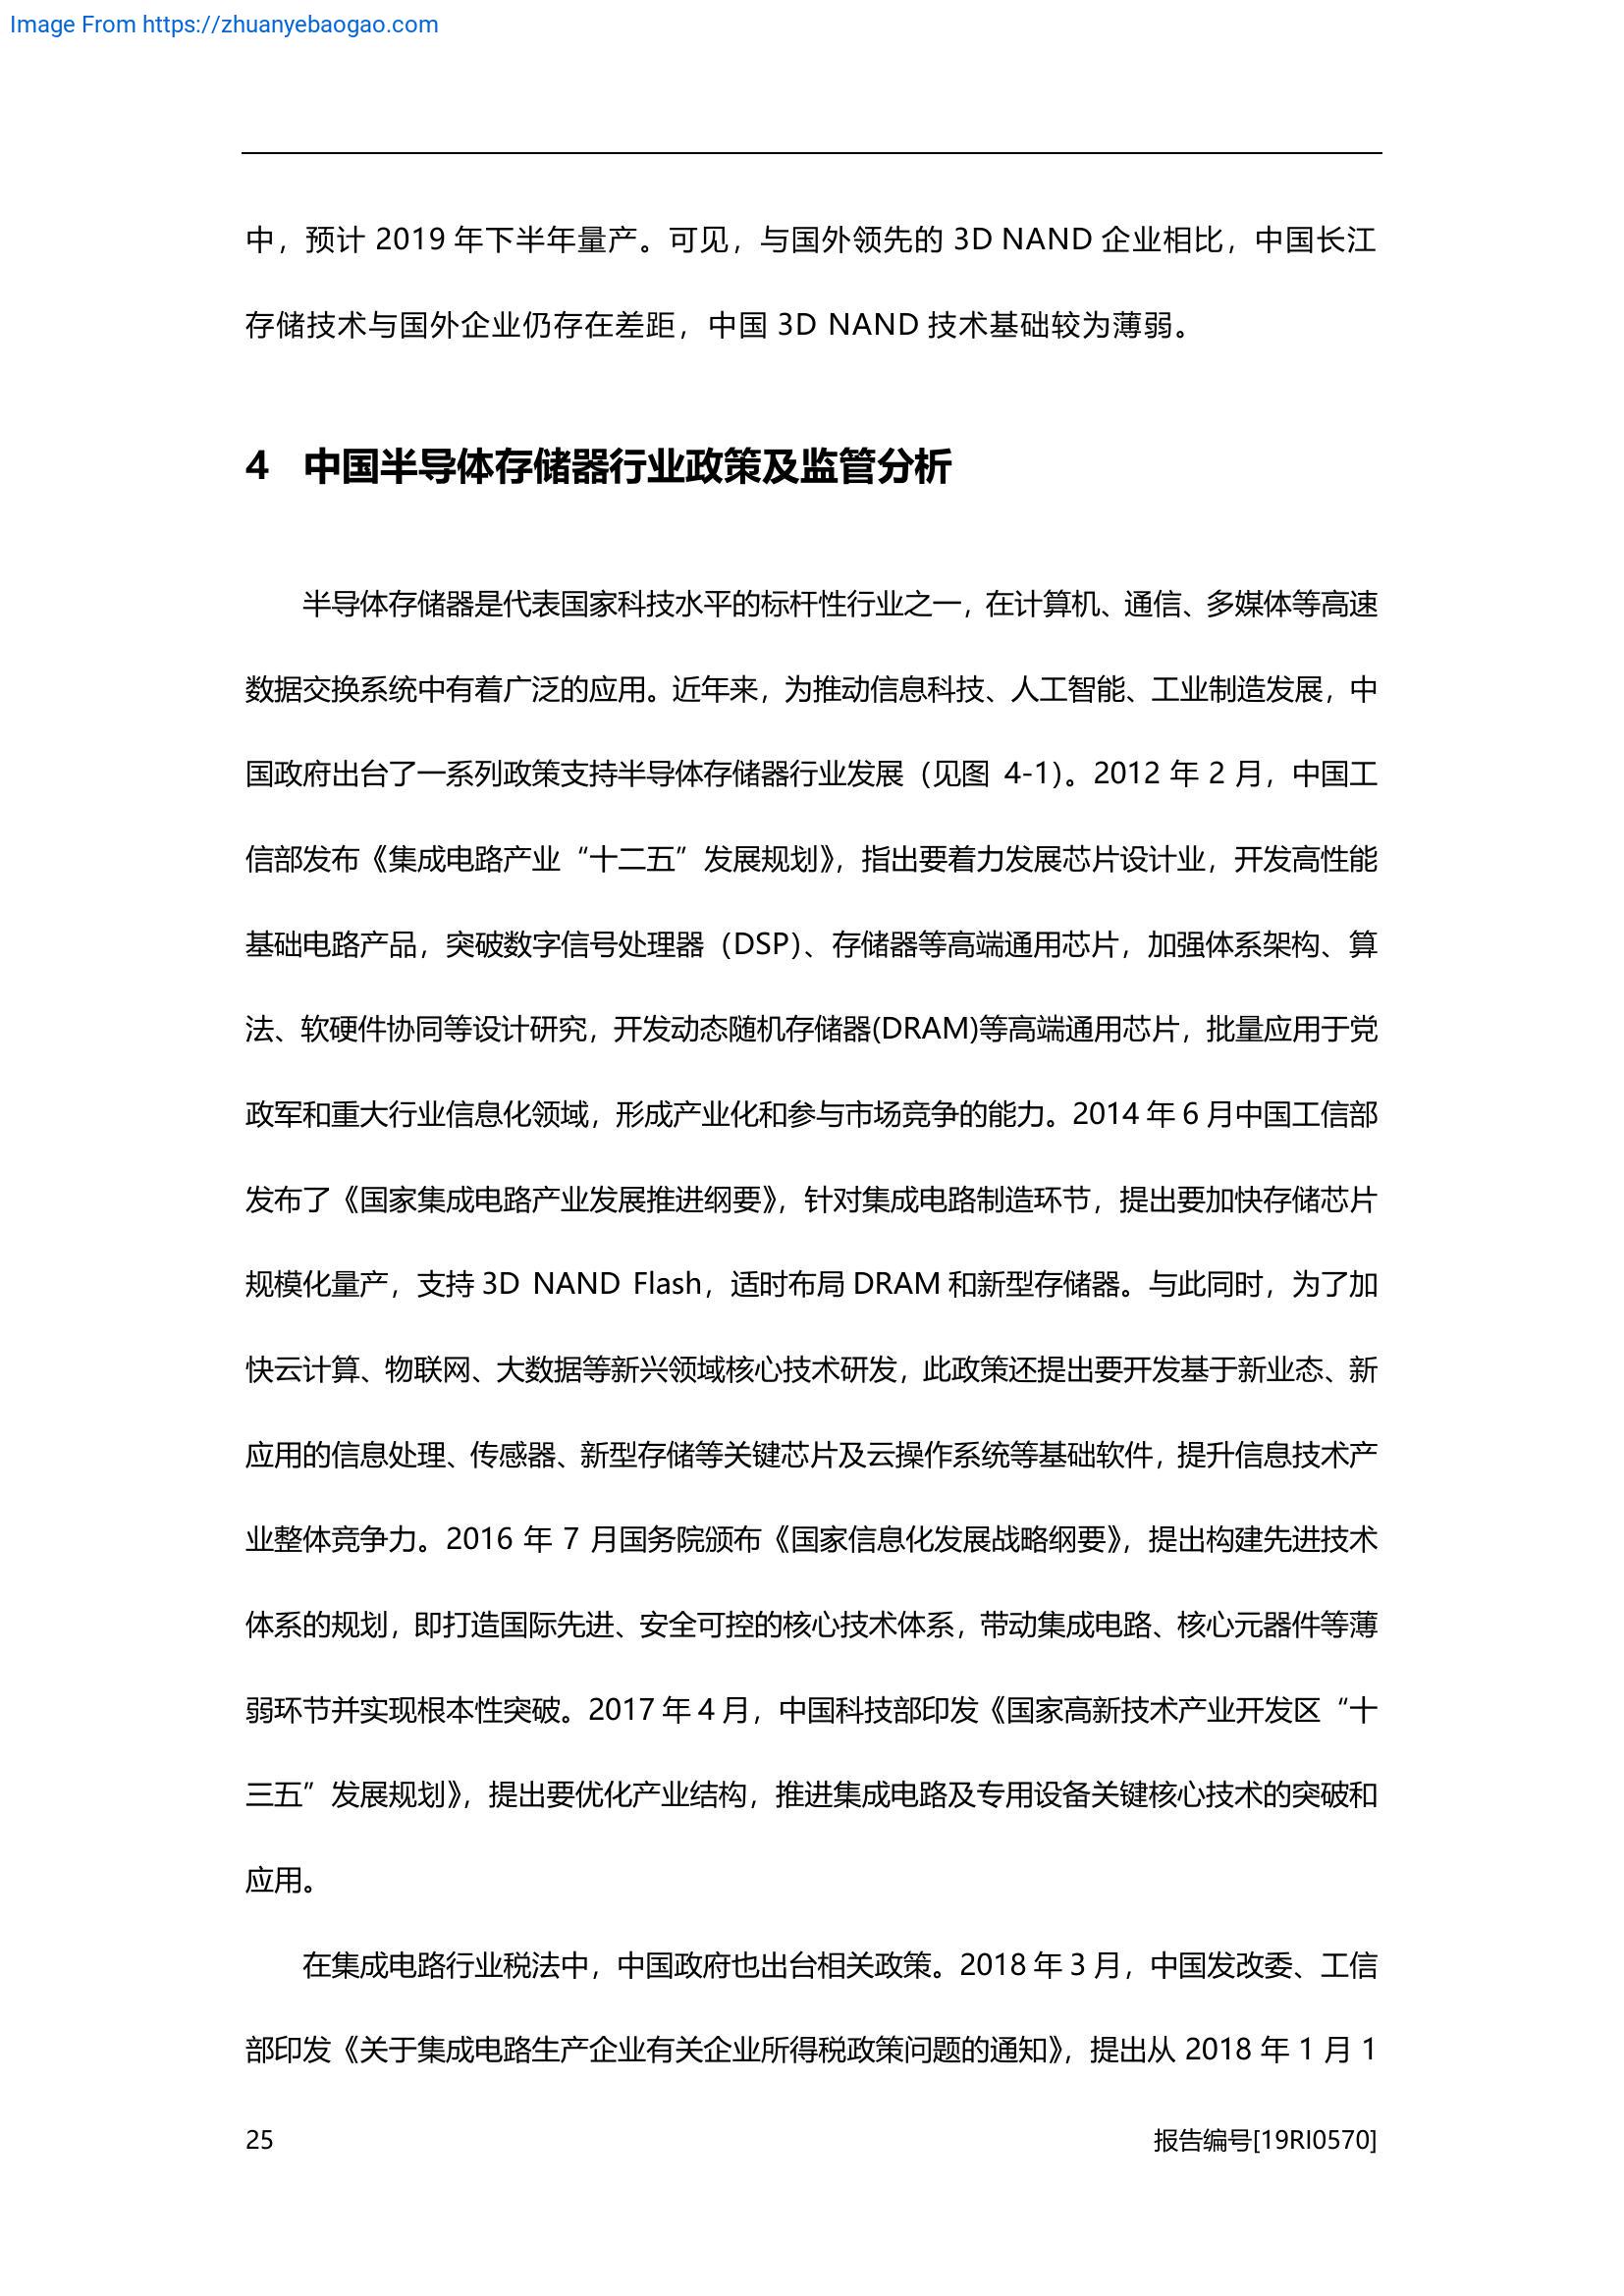 Image From https://zhuanyebaogao.com
中，预计 2019 年下半年量产。可见，与国外领先的 3D NAND 企业相比，中国长江
存储技术与国外企业仍存在差距，中国 3D NAND 技术基础较为薄弱。
4 中国半导体存储器行业政策及监管分析
半导体存储器是代表国家科技水平的标杆性行业之一，在计算机、通信、多媒体等高速
数据交换系统中有着广泛的应用。近年来，为推动信息科技、人工智能、工业制造发展，中
国政府出台了一系列政策支持半导体存储器行业发展（见图 4-1）。2012 年 2 月，中国工
信部发布《集成电路产业“十二五”发展规划》，指出要着力发展芯片设计业，开发高性能
基础电路产品，突破数字信号处理器（DSP）、存储器等高端通用芯片，加强体系架构、算
法、软硬件协同等设计研究，开发动态随机存储器(DRAM)等高端通用芯片，批量应用于党
政军和重大行业信息化领域，形成产业化和参与市场竞争的能力。2014 年 6 月中国工信部
发布了《国家集成电路产业发展推进纲要》，针对集成电路制造环节，提出要加快存储芯片
规模化量产，支持 3D NAND Flash，适时布局 DRAM 和新型存储器。与此同时，为了加
快云计算、物联网、大数据等新兴领域核心技术研发，此政策还提出要开发基于新业态、新
应用的信息处理、传感器、新型存储等关键芯片及云操作系统等基础软件，提升信息技术产
业整体竞争力。2016 年 7 月国务院颁布《国家信息化发展战略纲要》，提出构建先进技术
体系的规划，即打造国际先进、安全可控的核心技术体系，带动集成电路、核心元器件等薄
弱环节并实现根本性突破。2017 年 4 月，中国科技部印发《国家高新技术产业开发区“十
三五”发展规划》，提出要优化产业结构，推进集成电路及专用设备关键核心技术的突破和
应用。
在集成电路行业税法中，中国政府也出台相关政策。2018 年 3 月，中国发改委、工信
部印发《关于集成电路生产企业有关企业所得税政策问题的通知》，提出从 2018 年 1 月 1
25
报告编号[19RI0570]